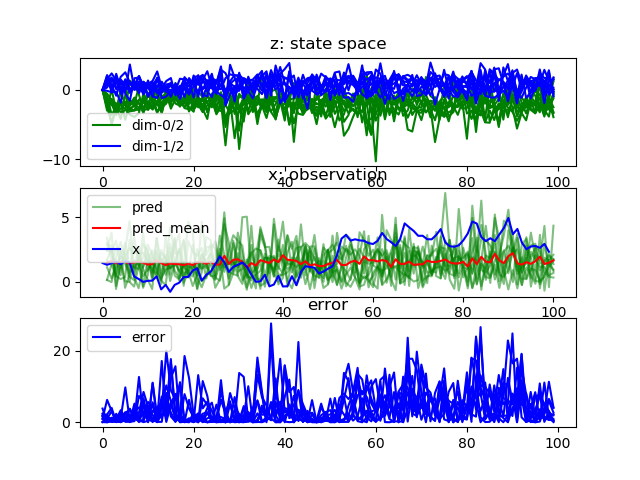 z: state space
0
−10
dim-0/2
dim-1/2
0 20 40 60 80 100
x: observation
5
0
pred
pred_mean
x
0 20 40 60 80 100
error
20
0
error
0 20 40 60 80 100